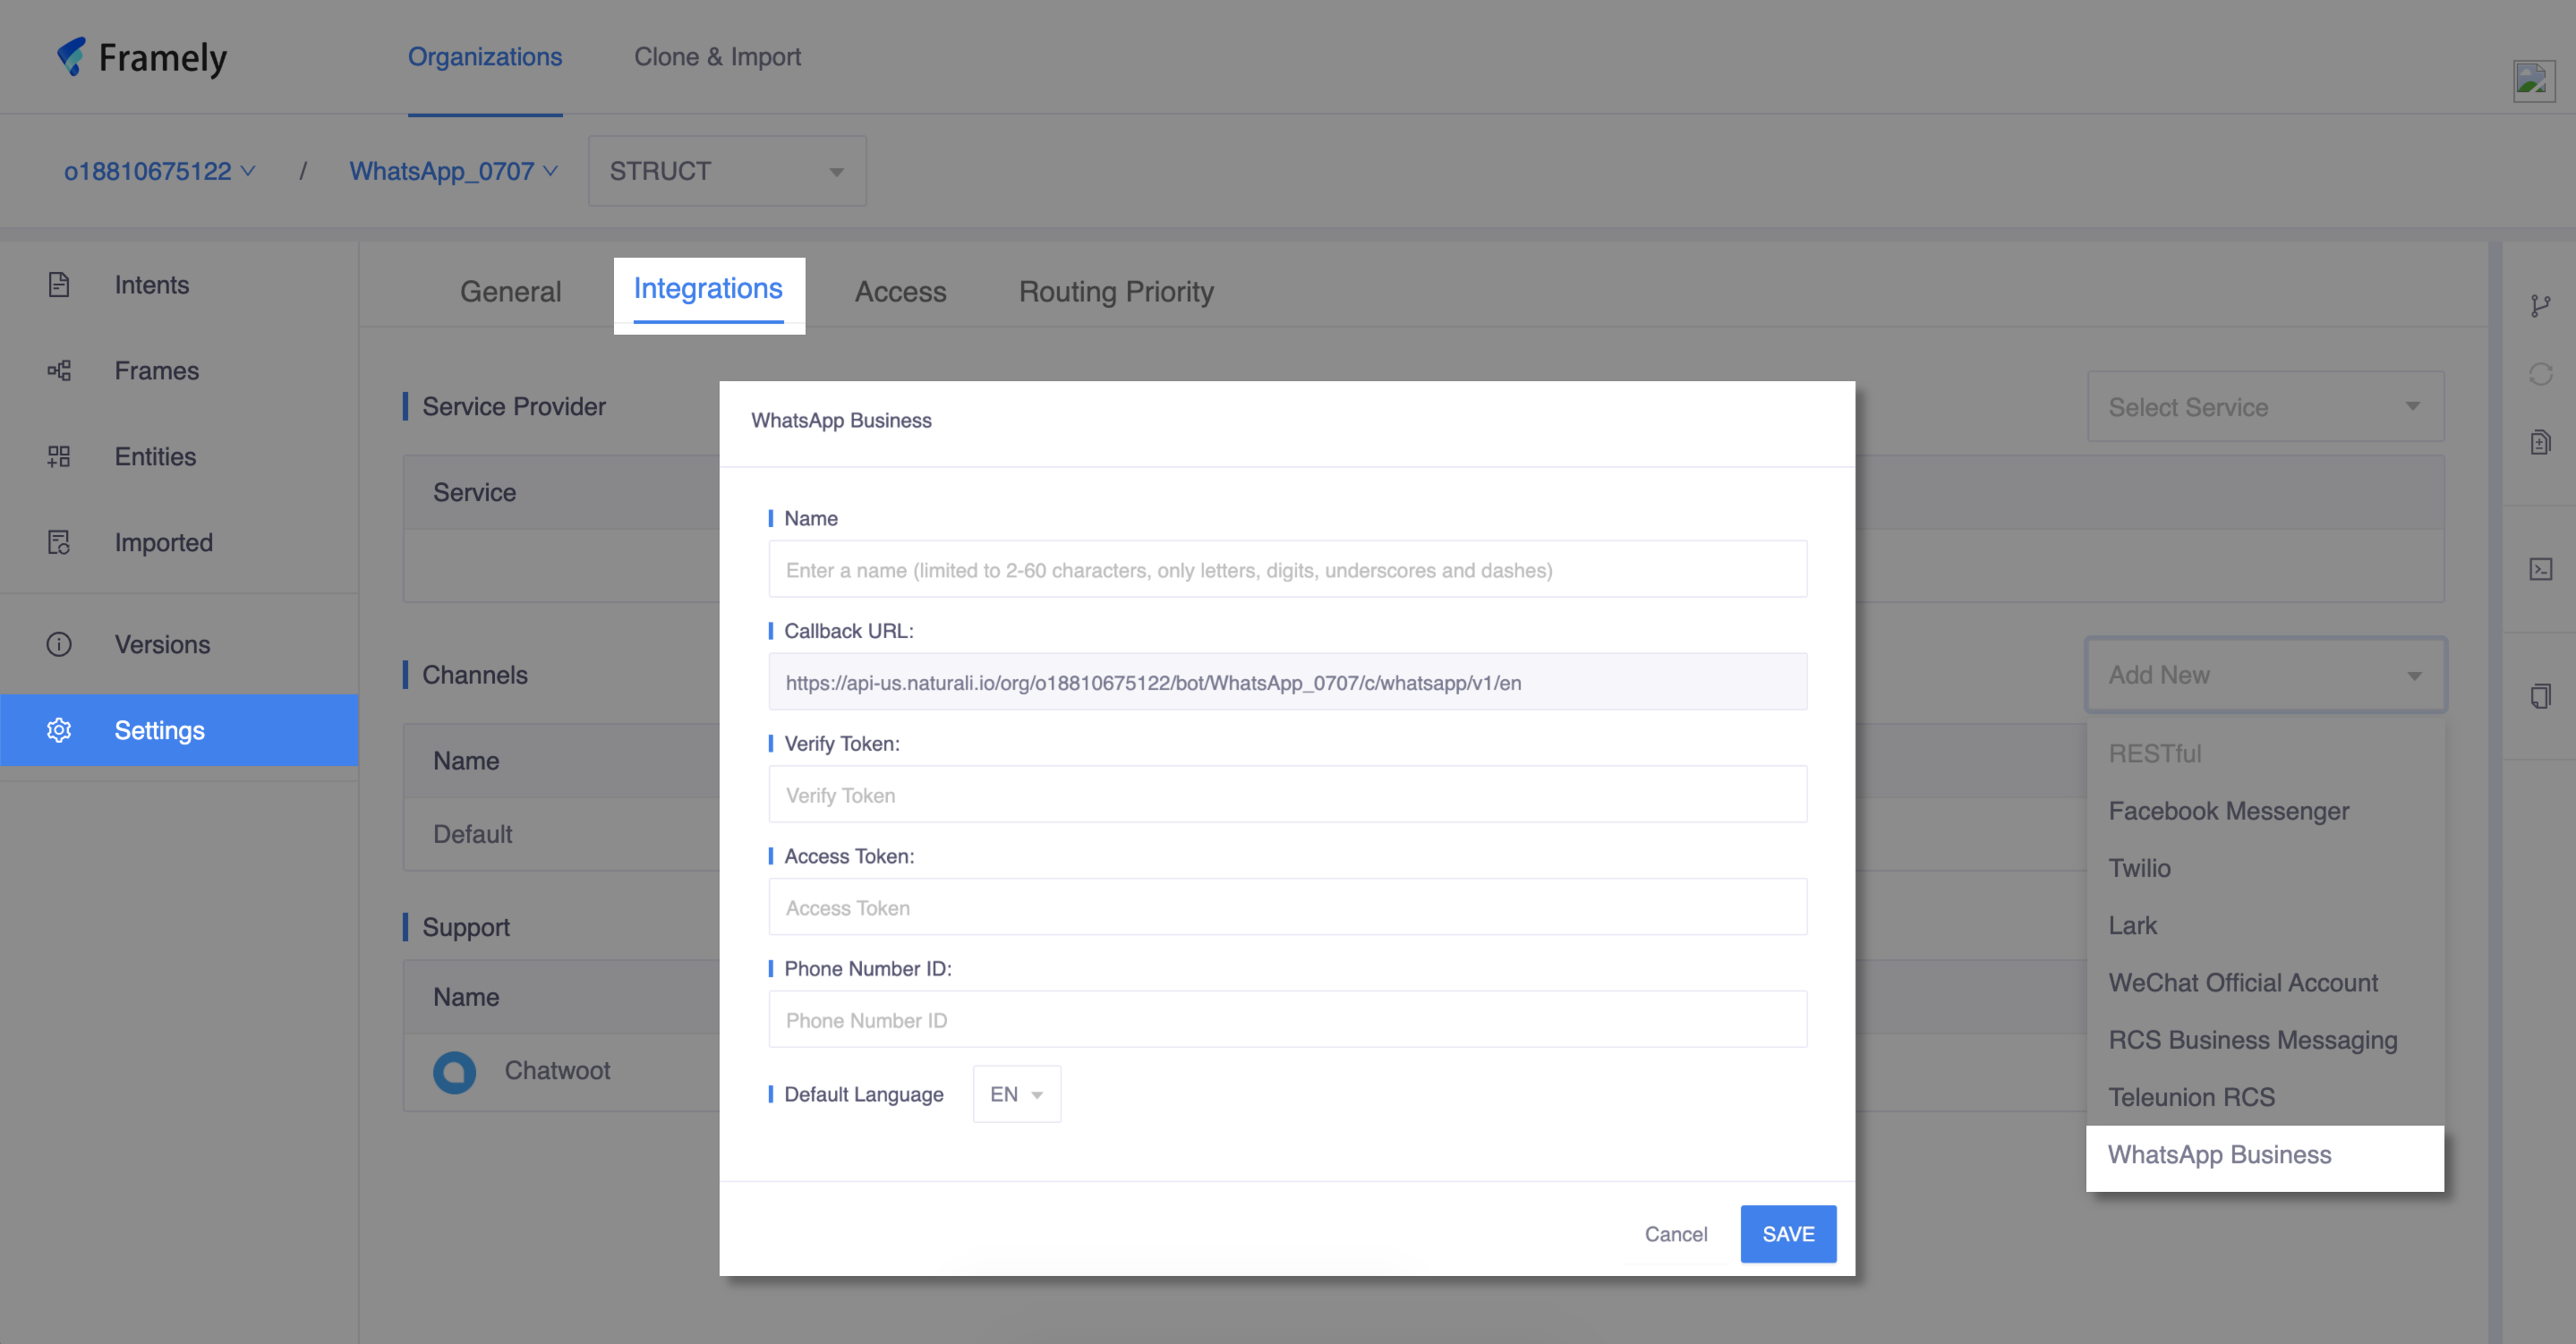 Framely
Organizations
Clone & Import
o18810675122
/
WhatsApp_0707
STRUCT
Intents
Frames
Entities
Imported
Versions
Settings
General
Integrations
Access
Routing Priority
Service Provider
Select Service
Service
Channels
Add New
Name
Default
Support
Name
Chatwoot
RESTful
Facebook Messenger
Twilio
Lark
WeChat Official Account
RCS Business Messaging
Teleunion RCS
WhatsApp Business
WhatsApp Business
Name
Enter a name (limited to 2-60 characters, only letters, digits, underscores and dashes)
Callback URL:
https://api-us.naturali.io/org/o18810675122/bot/WhatsApp_0707/c/whatsapp/v1/en
Verify Token:
Verify Token
Access Token:
Access Token
Phone Number ID:
Phone Number ID
Default Language
EN
Cancel
SAVE